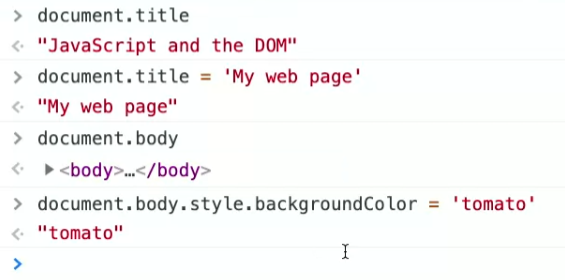 > document.title
<· "JavaScript and the DOM"
> document.title = 'My web page'
<· "My web page"
> document.body
<· ▶<body>…</body>
> document.body.style.backgroundColor = 'tomato'
<· "tomato"
>